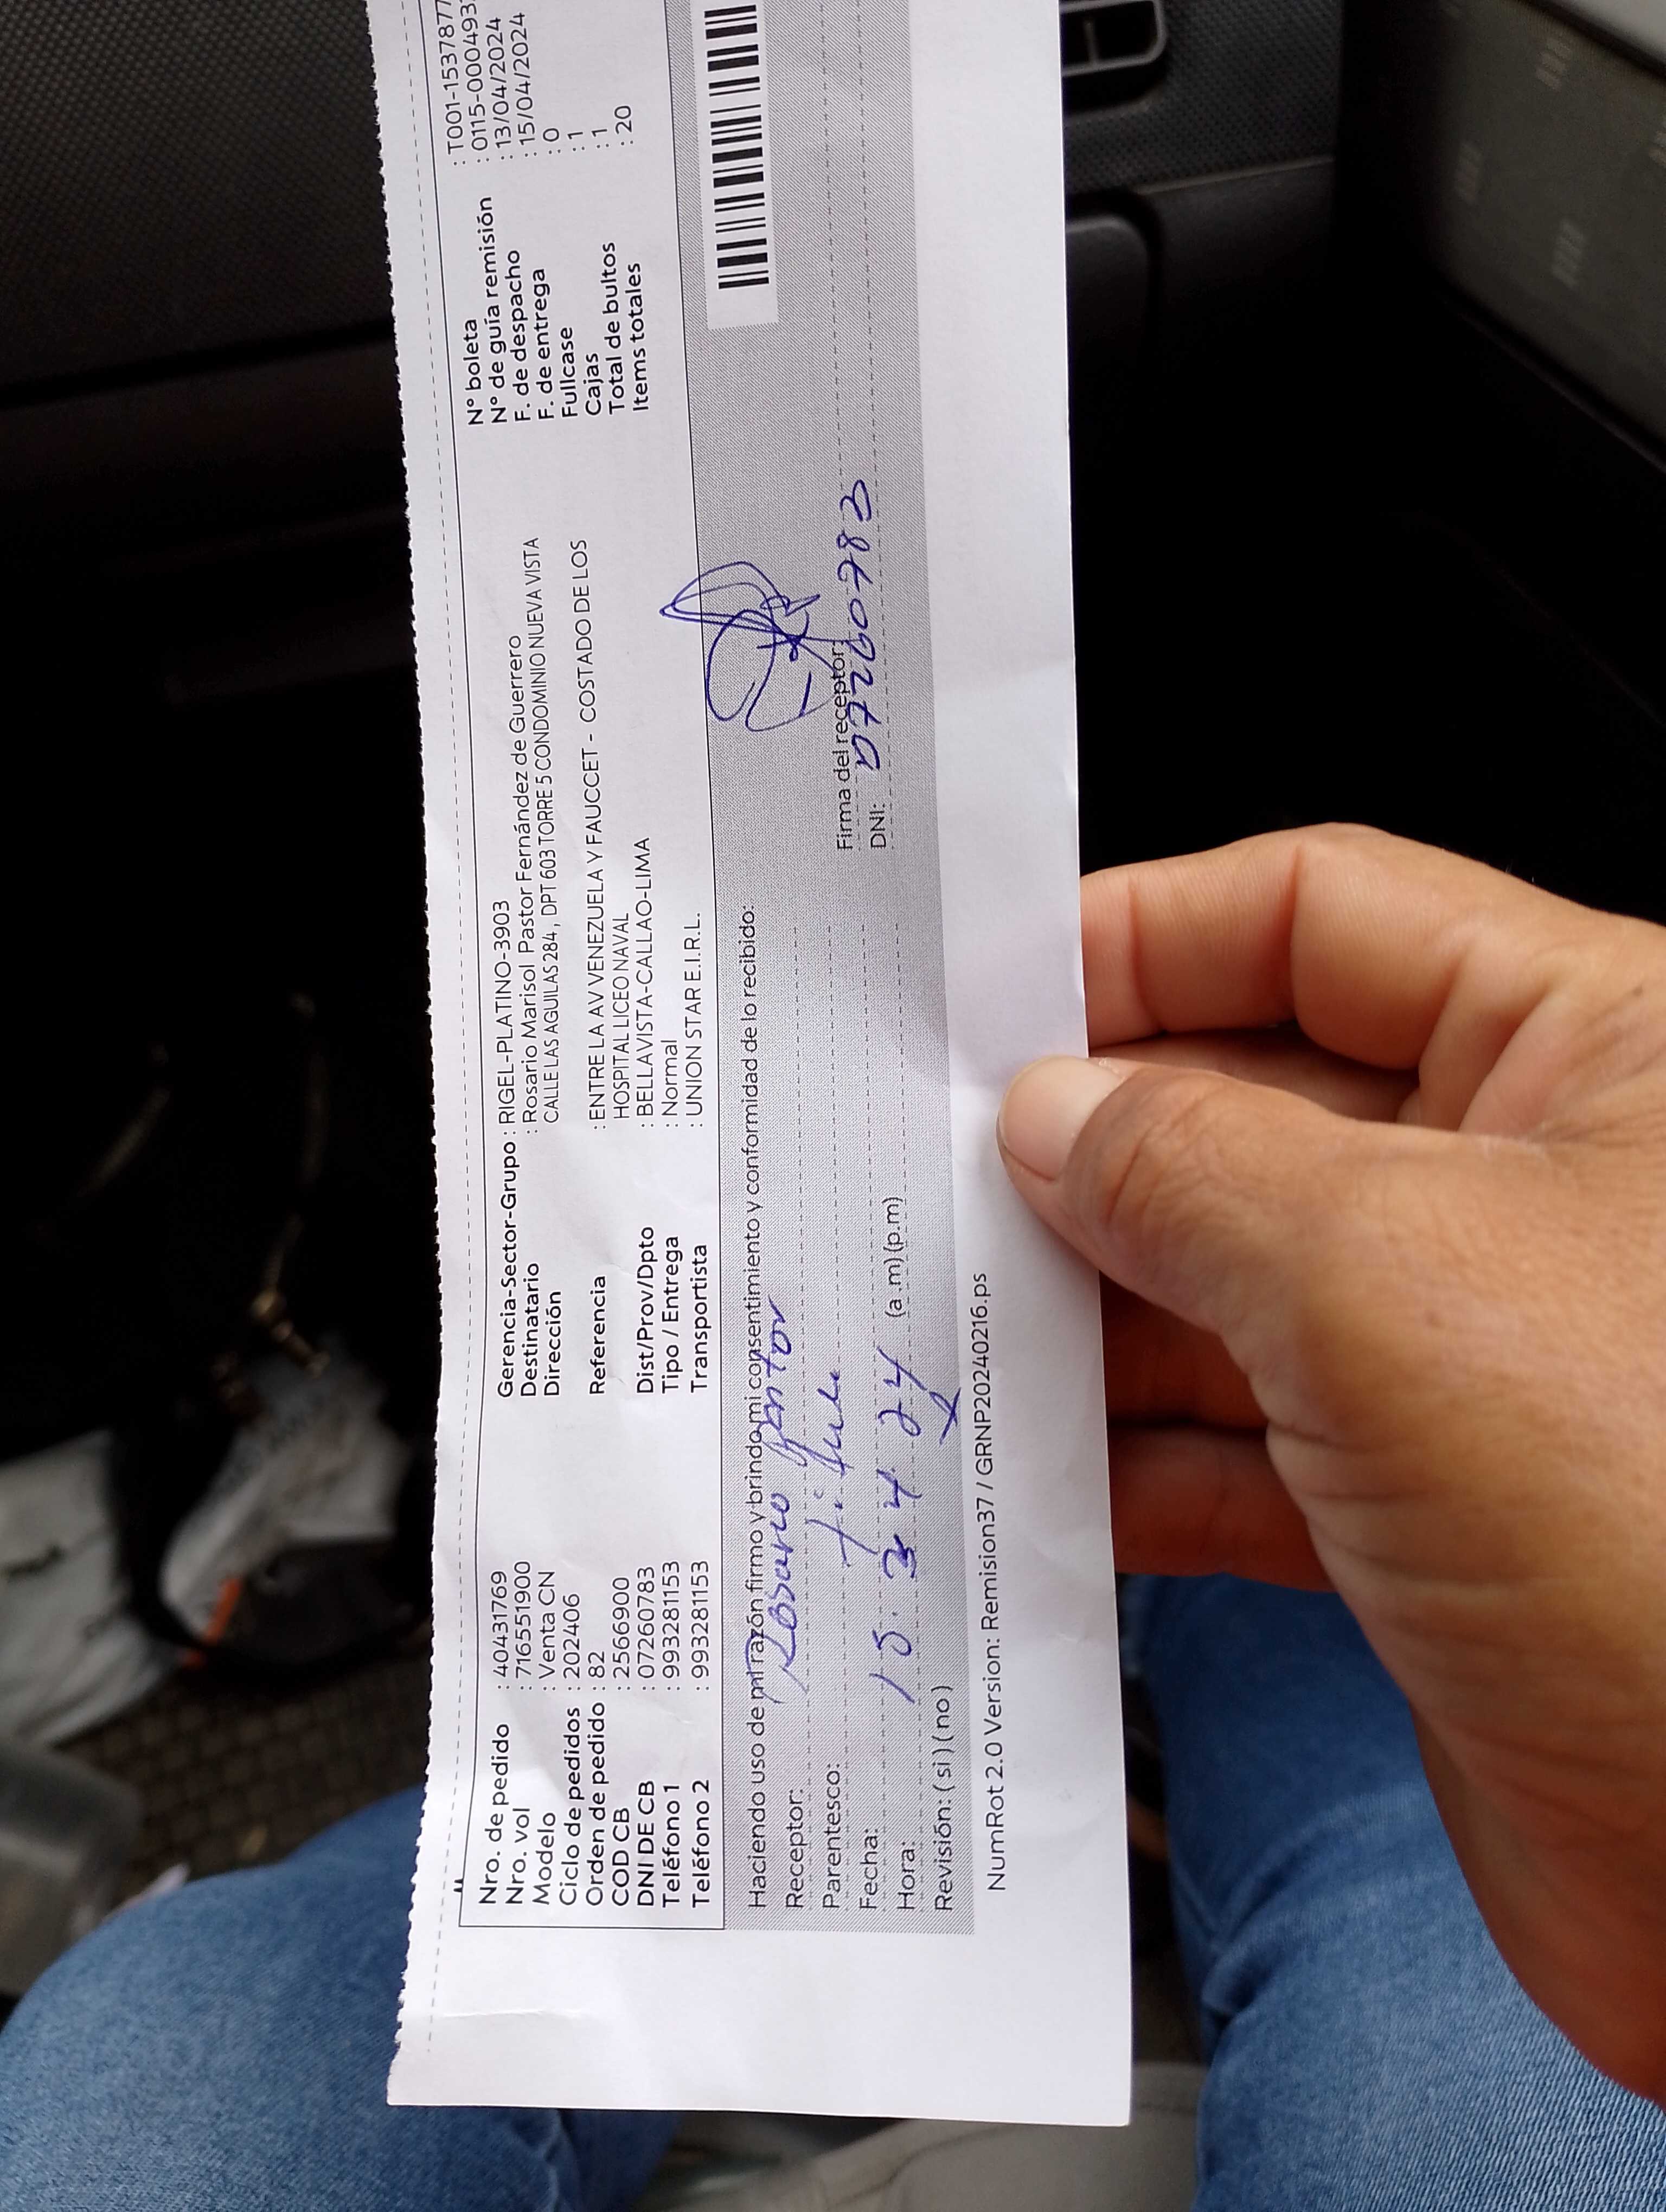 Nro. de pedido : 40431769
Nro. vol : 716551900
Modelo : Venta CN
Ciclo de pedidos : 202406
Orden de pedido : 82
COD CB : 2566900
DNI DE CB : 07260783
Teléfono 1 : 993281153
Teléfono 2 : 993281153
Gerencia-Sector-Grupo : RIGEL-PLATINO-3903
Destinatario : Rosario Marisol Pastor Fernández de Guerrero
Dirección CALLE LAS AGUILAS 284, DPT 603 TORRE 5 CONDOMINIO NUEVA VISTA
Referencia : ENTRE LA AV VENEZUELA Y FAUCCET - COSTADO DE LOS
HOSPITAL LICEO NAVAL
Dist/Prov/Dpto : BELLAVISTA-CALLAO-LIMA
Tipo / Entrega : Normal
Transportista : UNION STAR E.I.R.L.
N° boleta : T001-1537877
N° de guía remisión : 0115-000493
F. de despacho : 13/04/2024
F. de entrega : 15/04/2024
Fullcase : 0
Cajas : 1
Total de bultos : 1
Items totales : 20
Haciendo uso de mi razón firmo y brindo mi consentimiento y conformidad de lo recibido:
Receptor: Rosario Pastor
Parentesco:
Fecha:
Hora: (a.m)(p.m)
Revisión: ( si ) ( no )
Firma del receptor:
DNI: 07260783
NumRot 2.0 Version: Remision37 / GRNP20240216.ps